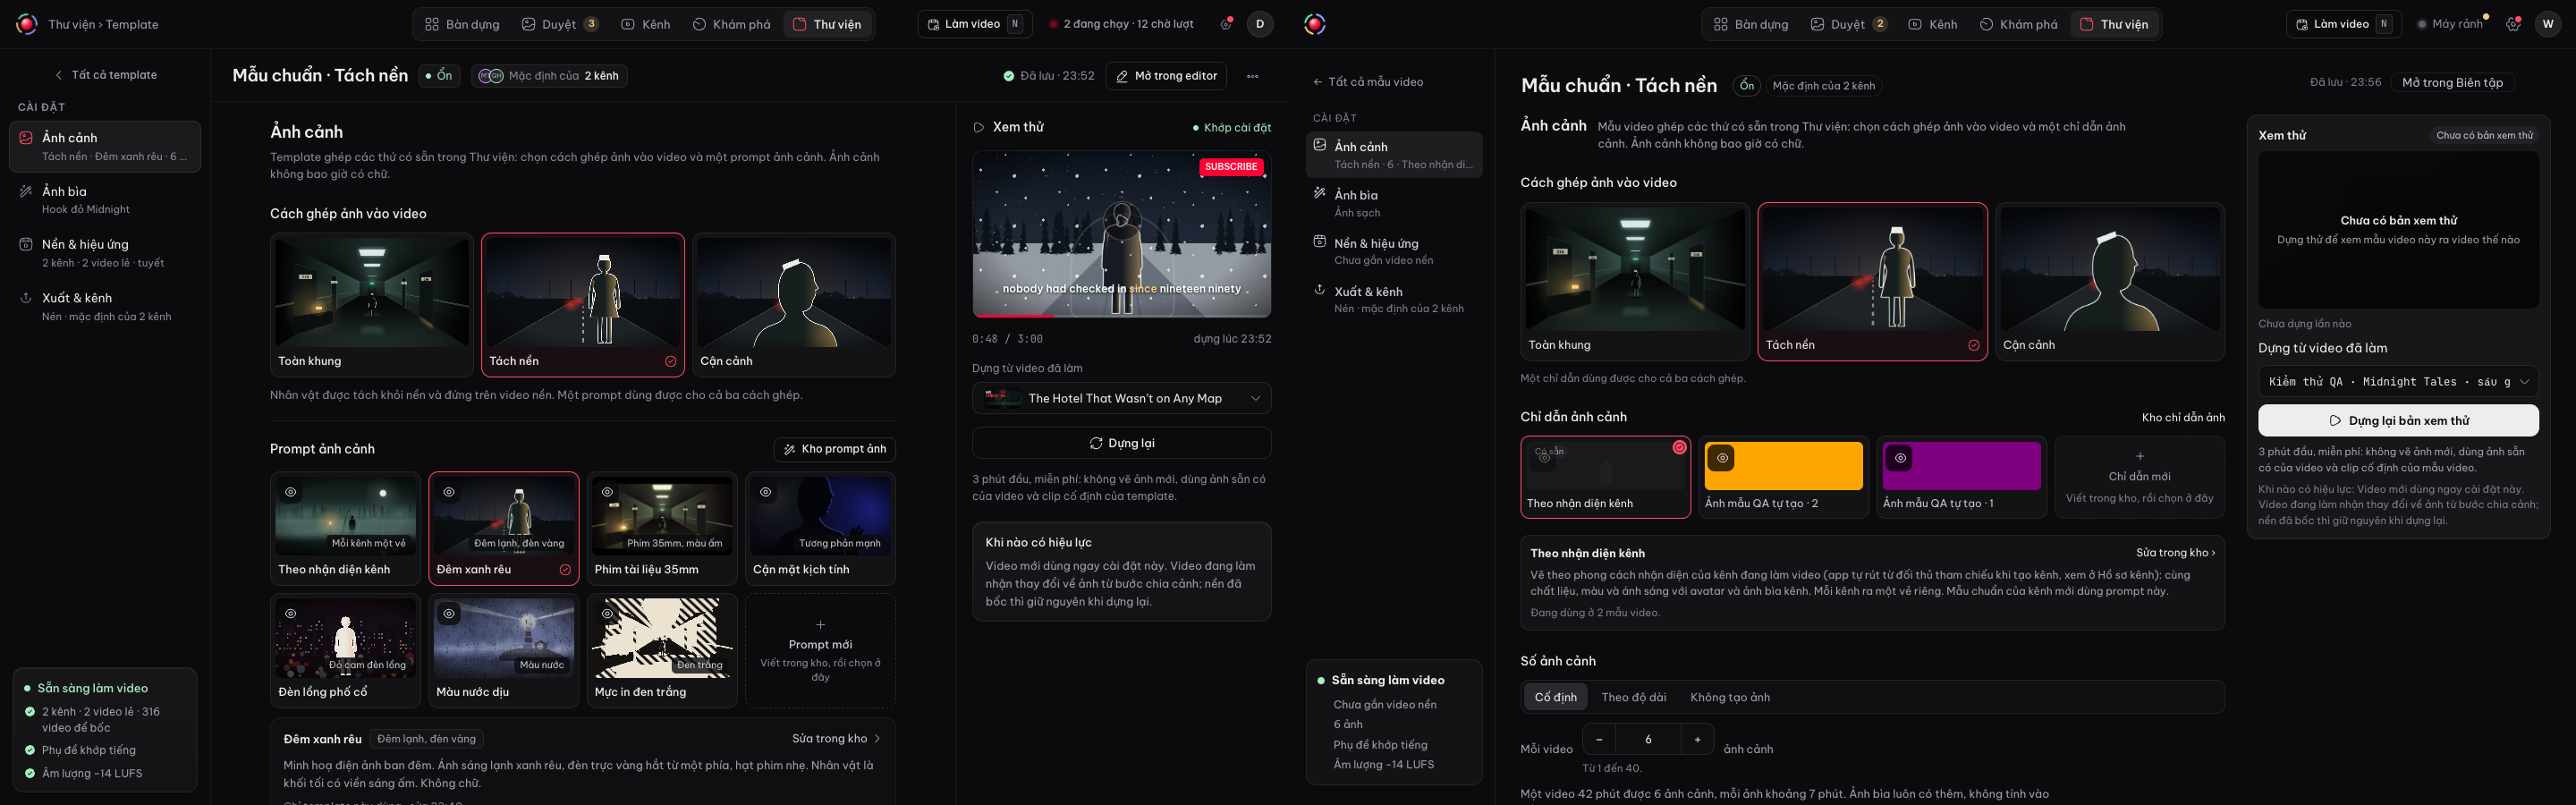 Thư viện › Template
Bàn dựng
Duyệt 3
Kênh
Khám phá
Thư viện
Làm video N
2 đang chạy · 12 chờ lượt
D
Tất cả template
CÀI ĐẶT
Ảnh cảnh
Tách nền · Đêm xanh rêu · 6 ...
Ảnh bìa
Hook đỏ Midnight
Nền & hiệu ứng
2 kênh · 2 video lẻ · tuyết
Xuất & kênh
Nén · mặc định của 2 kênh
Sẵn sàng làm video
2 kênh · 2 video lẻ · 316
video để bốc
Phụ đề khớp tiếng
Âm lượng -14 LUFS
Mẫu chuẩn · Tách nền
Ổn
Mặc định của 2 kênh
Đã lưu · 23:52
Mở trong editor
Ảnh cảnh
Template ghép các thứ có sẵn trong Thư viện: chọn cách ghép ảnh vào video và một prompt ảnh cảnh. Ảnh cảnh
không bao giờ có chữ.
Cách ghép ảnh vào video
Toàn khung
Tách nền
Cận cảnh
Nhân vật được tách khỏi nền và đứng trên video nền. Một prompt dùng được cho cả ba cách ghép.
Prompt ảnh cảnh
Kho prompt ảnh
Mỗi kênh một vẻ
Theo nhận diện kênh
Đêm lạnh, đèn vàng
Đêm xanh rêu
Phim 35mm, màu ấm
Phim tài liệu 35mm
Tương phản mạnh
Cận mặt kịch tính
Đỏ cam đèn lồng
Đèn lồng phố cổ
Màu nước
Màu nước dịu
Đen trắng
Mực in đen trắng
+
Prompt mới
Viết trong kho, rồi chọn ở
đây
Đêm xanh rêu
Đêm lạnh, đèn vàng
Sửa trong kho
Minh hoạ điện ảnh ban đêm. Ánh sáng lạnh xanh rêu, đèn trực vàng hắt từ một phía, hạt phim nhẹ. Nhân vật là
khối tối có viền sáng ấm. Không chữ.
Xem thử
Khớp cài đặt
SUBSCRIBE
nobody had checked in since nineteen ninety
0:48 / 3:00
dựng lúc 23:52
Dựng từ video đã làm
The Hotel That Wasn't on Any Map
Dựng lại
3 phút đầu, miễn phí: không vẽ ảnh mới, dùng ảnh sẵn có
của video và clip cố định của template.
Khi nào có hiệu lực
Video mới dùng ngay cài đặt này. Video đang làm
nhận thay đổi về ảnh từ bước chia cảnh; nền đã
bốc thì giữ nguyên khi dựng lại.
Bàn dựng
Duyệt 2
Kênh
Khám phá
Thư viện
Làm video N
Máy rảnh
W
← Tất cả mẫu video
CÀI ĐẶT
Ảnh cảnh
Tách nền · 6 · Theo nhận di...
Ảnh bìa
Ảnh sạch
Nền & hiệu ứng
Chưa gắn video nền
Xuất & kênh
Nén · mặc định của 2 kênh
Sẵn sàng làm video
Chưa gắn video nền
6 ảnh
Phụ đề khớp tiếng
Âm lượng -14 LUFS
Mẫu chuẩn · Tách nền
Ổn
Mặc định của 2 kênh
Đã lưu · 23:56
Mở trong Biên tập
Ảnh cảnh
Mẫu video ghép các thứ có sẵn trong Thư viện: chọn cách ghép ảnh vào video và một chỉ dẫn ảnh
cảnh. Ảnh cảnh không bao giờ có chữ.
Cách ghép ảnh vào video
Toàn khung
Tách nền
Cận cảnh
Một chỉ dẫn dùng được cho cả ba cách ghép.
Chỉ dẫn ảnh cảnh
Kho chỉ dẫn ảnh
Có sẵn
Theo nhận diện kênh
Ảnh mẫu QA tự tạo · 2
Ảnh mẫu QA tự tạo · 1
+
Chỉ dẫn mới
Viết trong kho, rồi chọn ở đây
Theo nhận diện kênh
Sửa trong kho ›
Vẽ theo phong cách nhận diện của kênh đang làm video (app tự rút từ đối thủ tham chiếu khi tạo kênh, xem ở Hồ sơ kênh): cùng
chất liệu, màu và ánh sáng với avatar và ảnh bìa kênh. Mỗi kênh ra một vẻ riêng. Mẫu chuẩn của kênh mới dùng prompt này.
Đang dùng ở 2 mẫu video.
Số ảnh cảnh
Cố định
Theo độ dài
Không tạo ảnh
Mỗi video − 6 + ảnh cảnh
Từ 1 đến 40.
Một video 42 phút được 6 ảnh cảnh, mỗi ảnh khoảng 7 phút. Ảnh bìa luôn có thêm, không tính vào
Xem thử
Chưa có bản xem thử
Chưa có bản xem thử
Dựng thử để xem mẫu video này ra video thế nào
Chưa dựng lần nào
Dựng từ video đã làm
Kiểm thử QA · Midnight Tales · sau g
Dựng lại bản xem thử
3 phút đầu, miễn phí: không vẽ ảnh mới, dùng ảnh sẵn
có của video và clip cố định của mẫu video.
Khi nào có hiệu lực: Video mới dùng ngay cài đặt này.
Video đang làm nhận thay đổi về ảnh từ bước chia cảnh;
nền đã bốc thì giữ nguyên khi dựng lại.